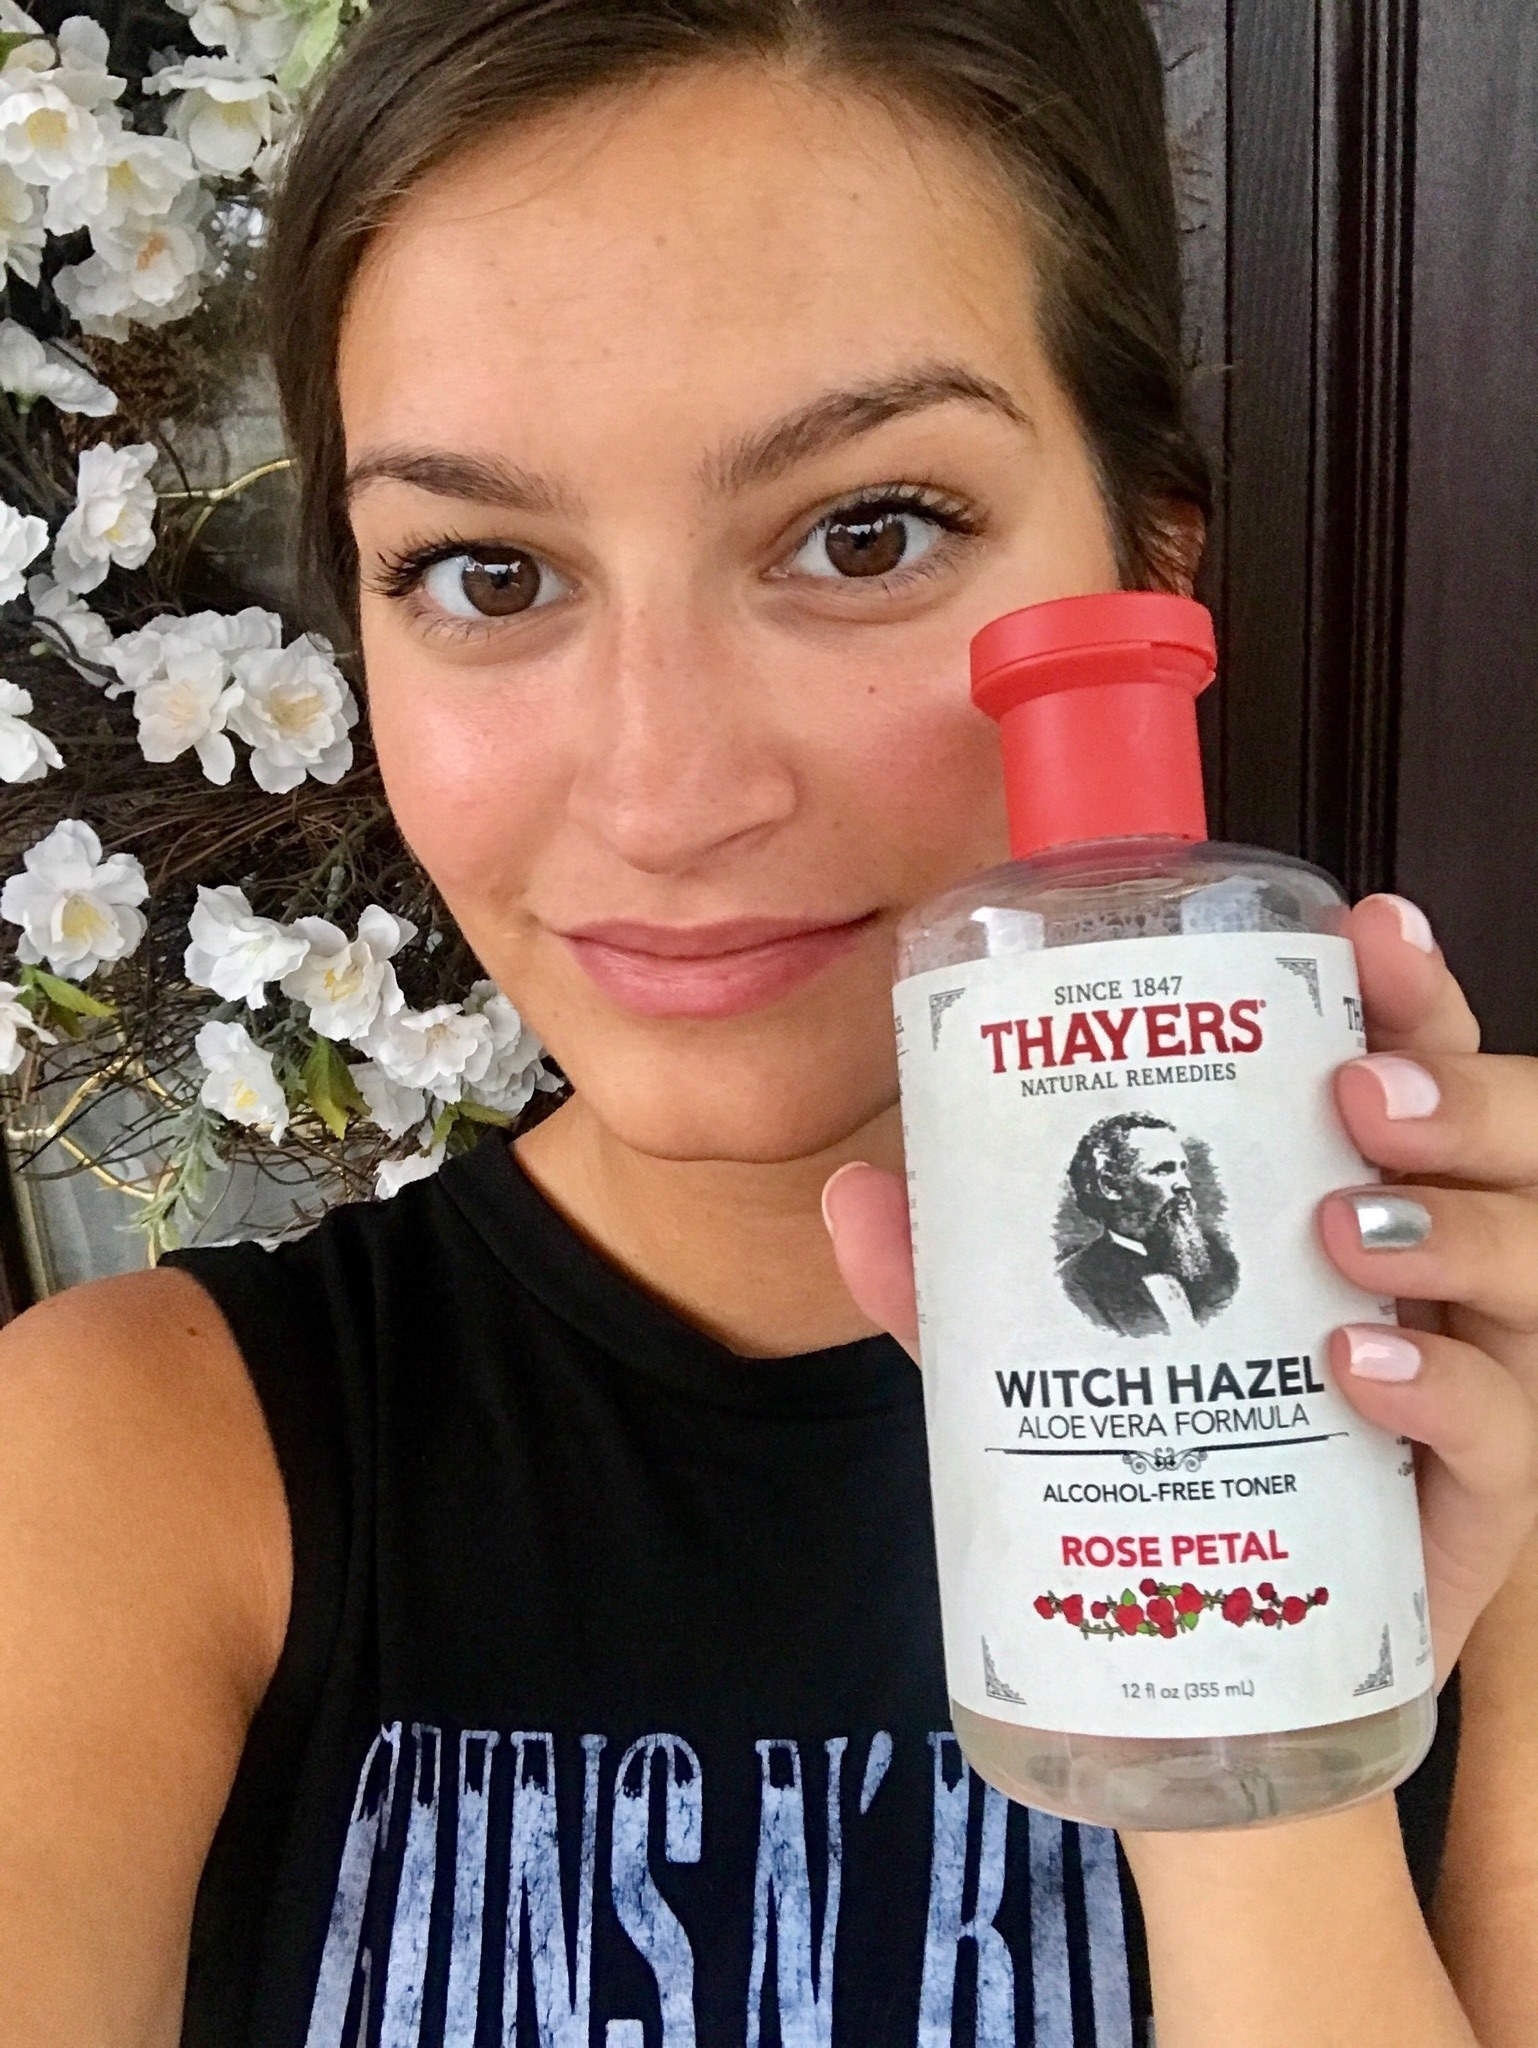 SINCE 1847
THAYERS®
NATURAL REMEDIES
WITCH HAZEL
ALOE VERA FORMULA
ALCOHOL-FREE TONER
ROSE PETAL
12 fl oz (355 mL)
GUNS N'